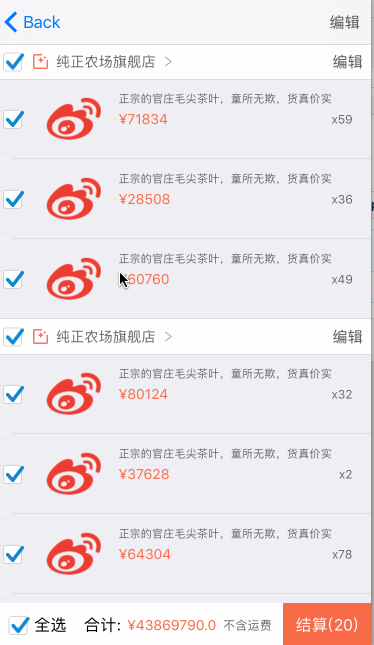 Back 编辑
纯正农场旗舰店 编辑
正宗的官庄毛尖茶叶，童所无欺，货真价实
¥71834 x59
正宗的官庄毛尖茶叶，童所无欺，货真价实
¥28508 x36
正宗的官庄毛尖茶叶，童所无欺，货真价实
¥60760 x49
纯正农场旗舰店 编辑
正宗的官庄毛尖茶叶，童所无欺，货真价实
¥80124 x32
正宗的官庄毛尖茶叶，童所无欺，货真价实
¥37628 x2
正宗的官庄毛尖茶叶，童所无欺，货真价实
¥64304 x78
全选 合计: ¥43869790.0 不含运费 结算(20)